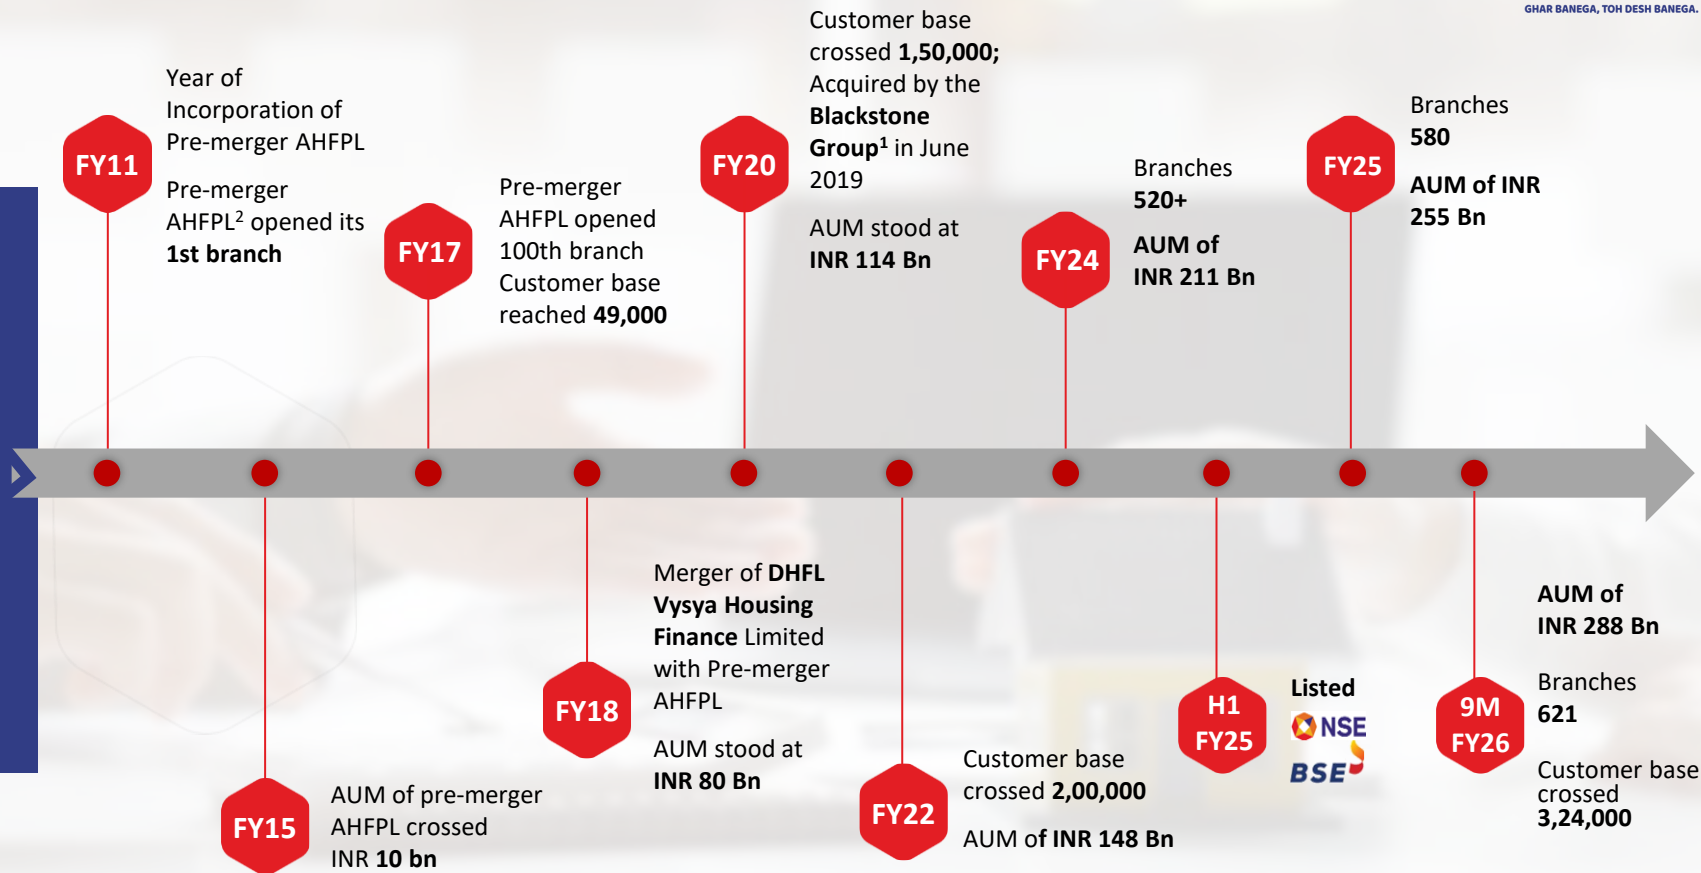 GHAR BANEGA, TOH DESH BANEGA.
FY11
Year of
Incorporation of
Pre-merger AHFPL
Pre-merger
AHFPL² opened its
1st branch
FY15
AUM of pre-merger
AHFPL crossed
INR 10 bn
FY17
Pre-merger
AHFPL opened
100th branch
Customer base
reached 49,000
FY18
Merger of DHFL
Vysya Housing
Finance Limited
with Pre-merger
AHFPL
AUM stood at
INR 80 Bn
FY20
Customer base
crossed 1,50,000;
Acquired by the
Blackstone
Group¹ in June
2019
AUM stood at
INR 114 Bn
FY22
Customer base
crossed 2,00,000
AUM of INR 148 Bn
FY24
Branches
520+
AUM of
INR 211 Bn
H1
FY25
Listed
NSE
BSE
FY25
Branches
580
AUM of INR
255 Bn
9M
FY26
AUM of
INR 288 Bn
Branches
621
Customer base
crossed
3,24,000